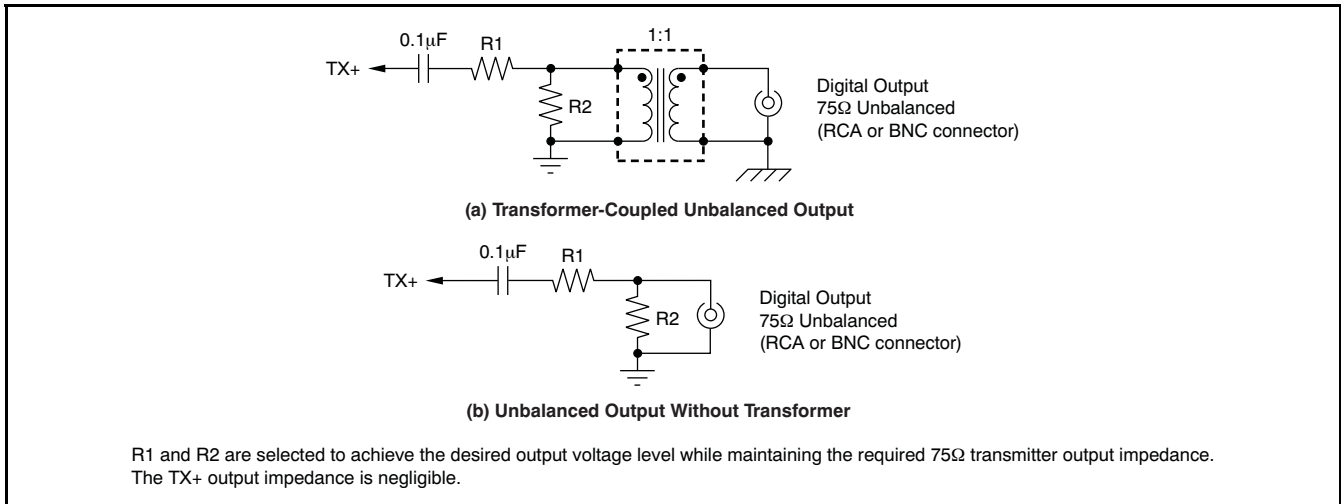 1:1
0.1µF
R1
TX+
R2
Digital Output
75Ω Unbalanced
(RCA or BNC connector)
(a) Transformer-Coupled Unbalanced Output
0.1µF
R1
TX+
R2
Digital Output
75Ω Unbalanced
(RCA or BNC connector)
(b) Unbalanced Output Without Transformer
R1 and R2 are selected to achieve the desired output voltage level while maintaining the required 75Ω transmitter output impedance.
The TX+ output impedance is negligible.